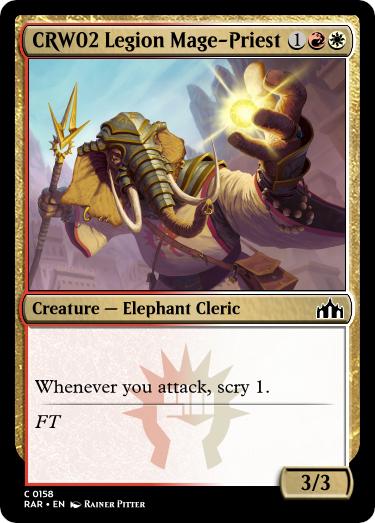 CRW02 Legion Mage-Priest 1
Creature — Elephant Cleric
Whenever you attack, scry 1.
FT
3/3
C 0158
RAR • EN Rainer Pitter